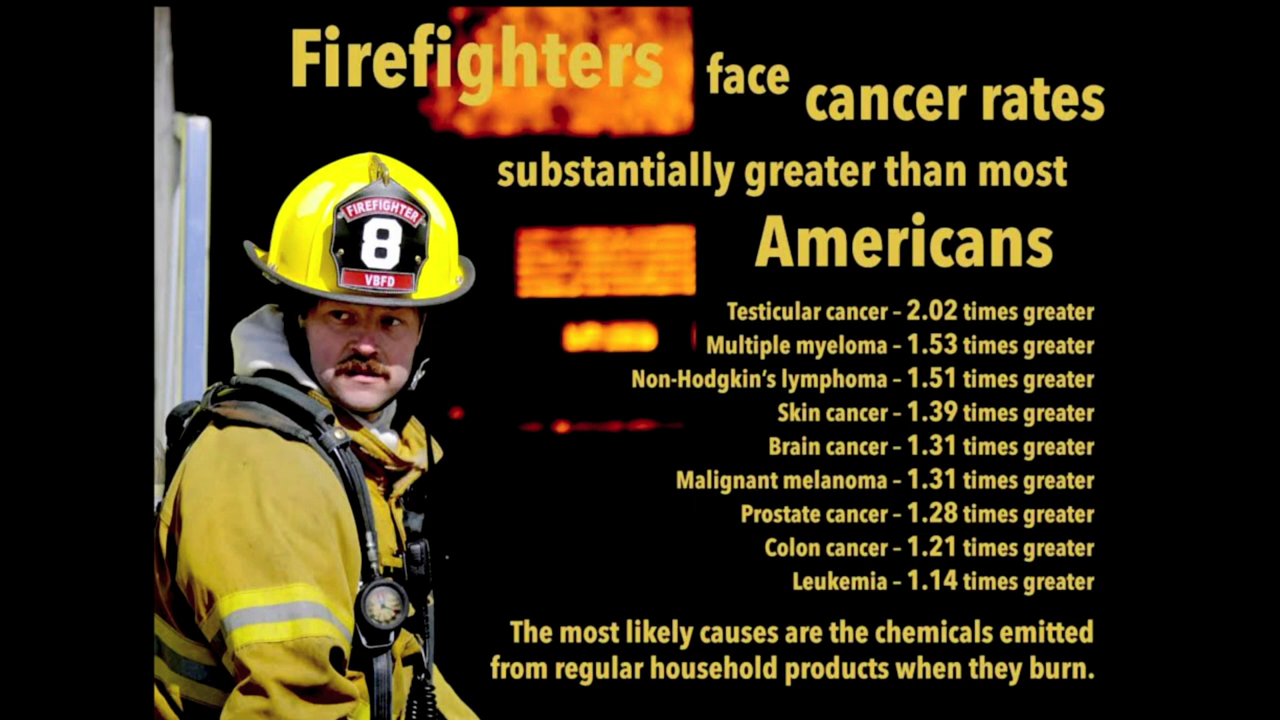 Firefighters face cancer rates
substantially greater than most
Americans
Testicular cancer – 2.02 times greater
Multiple myeloma – 1.53 times greater
Non-Hodgkin's lymphoma – 1.51 times greater
Skin cancer – 1.39 times greater
Brain cancer – 1.31 times greater
Malignant melanoma – 1.31 times greater
Prostate cancer – 1.28 times greater
Colon cancer – 1.21 times greater
Leukemia – 1.14 times greater
The most likely causes are the chemicals emitted
from regular household products when they burn.
FIREFIGHTER
8
VBFD